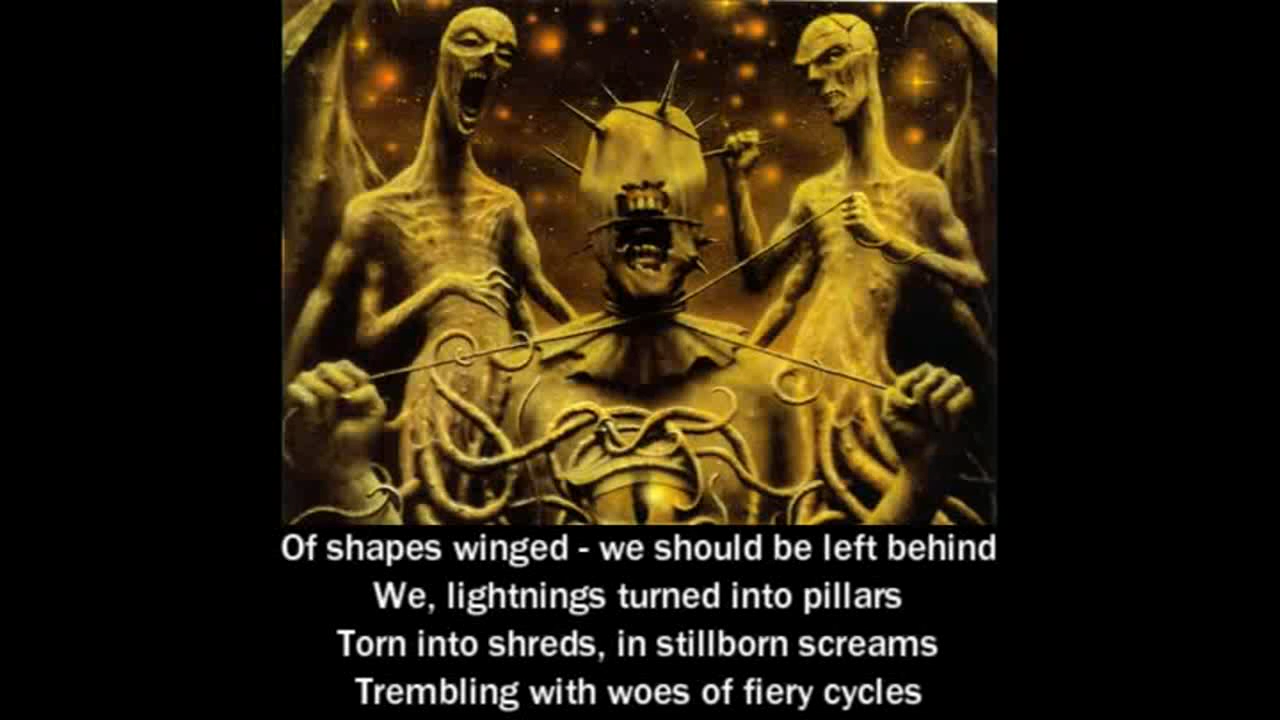 Of shapes winged - we should be left behind
We, lightnings turned into pillars
Torn into shreds, in stillborn screams
Trembling with woes of fiery cycles